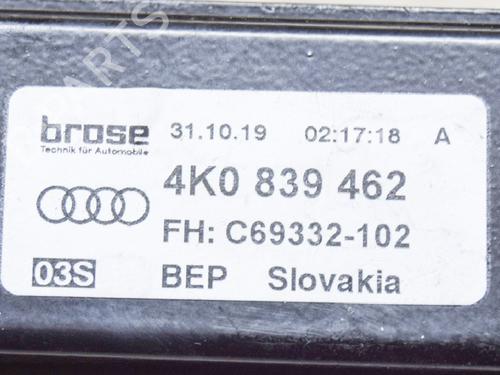 brose 31.10.19 02:17:18 A
Technik für Automobile
4K0 839 462
FH: C69332-102
03S BEP Slovakia
PARTS